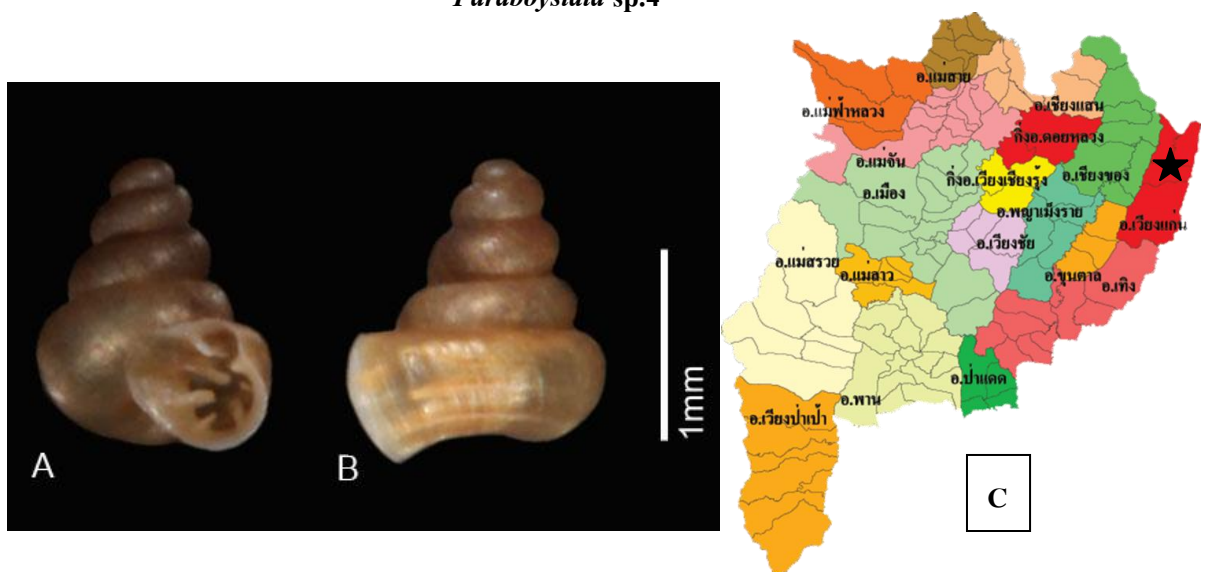 Paraboysidia sp.4
A
B
1mm
อ.แม่สาย
อ.เชียงแสน
อ.แม่ฟ้าหลวง
กิ่งอ.ดอยหลวง
อ.แม่จัน
กิ่งอ.เวียงเชียงรุ้ง
อ.เชียงของ
อ.เมือง
อ.พญาเม็งราย
อ.เวียงแก่น
อ.เวียงชัย
อ.แม่สรวย
อ.แม่ลาว
อ.ขุนตาล
อ.เทิง
อ.ป่าแดด
อ.พาน
อ.เวียงป่าเป้า
C